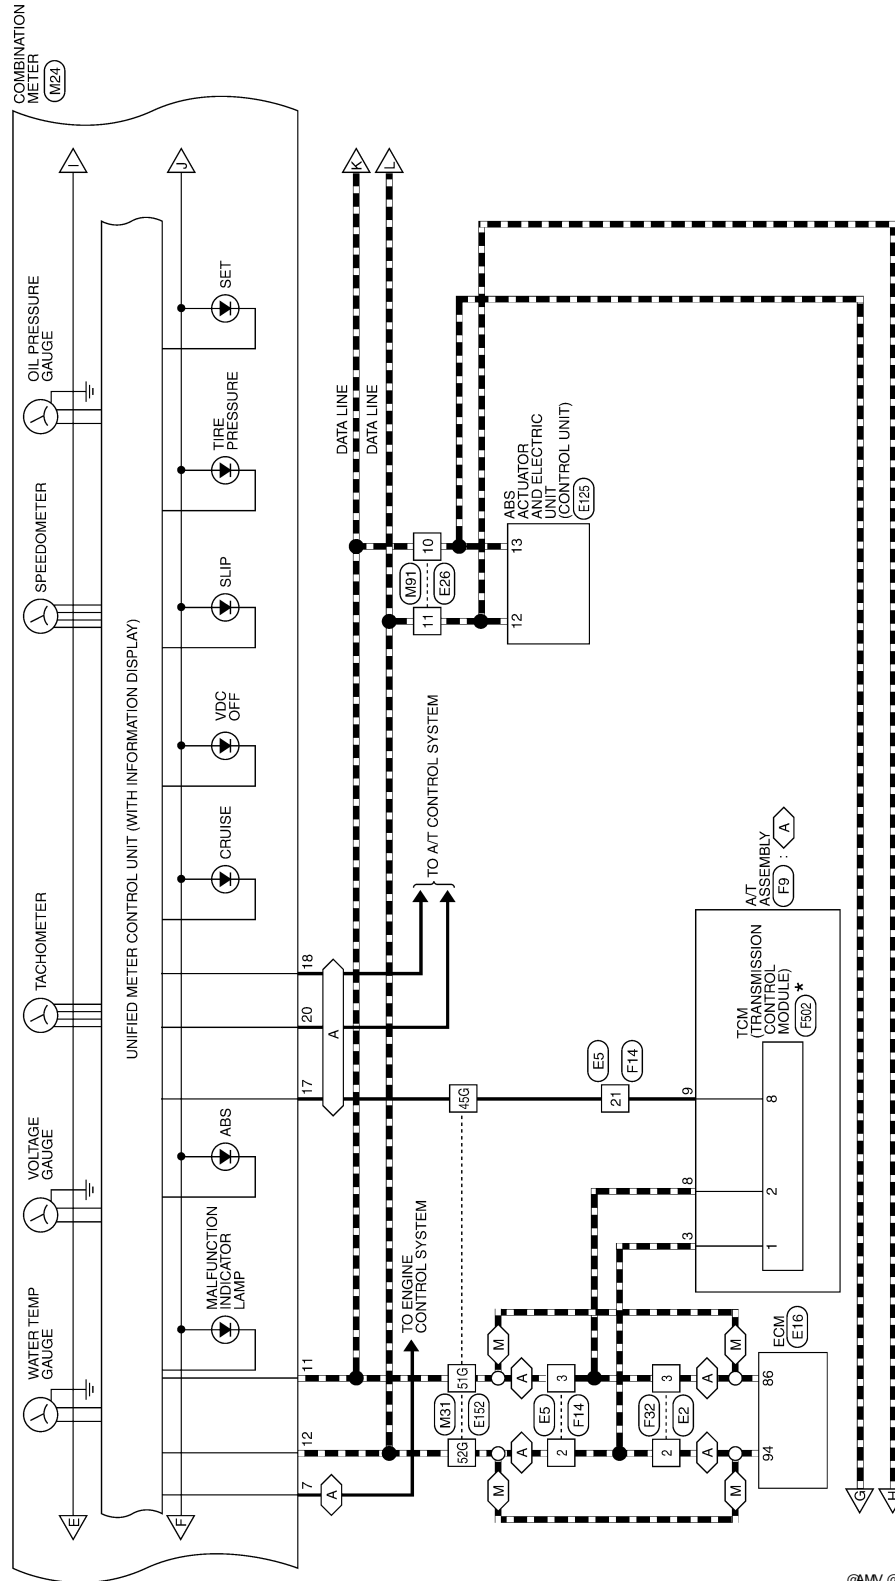 COMBINATION
METER
M24
I
J
K
L
OIL PRESSURE
GAUGE
SPEEDOMETER
TACHOMETER
VOLTAGE
GAUGE
WATER TEMP
GAUGE
E
F
UNIFIED METER CONTROL UNIT (WITH INFORMATION DISPLAY)
SET
TIRE
PRESSURE
SLIP
VDC
OFF
CRUISE
ABS
MALFUNCTION
INDICATOR
LAMP
18
20
17
11
12
7
A
A
DATA LINE
DATA LINE
10
M91
E26
11
ABS
ACTUATOR
AND ELECTRIC
UNIT
(CONTROL UNIT)
E125
13
12
TO A/T CONTROL SYSTEM
TO ENGINE
CONTROL SYSTEM
45G
51G
M31
E152
52G
E5
F14
21
A/T
ASSEMBLY
F9 : A
TCM
(TRANSMISSION
CONTROL
MODULE)
F502 *
9
8
3
8
2
1
M
A
3
E5
F14
2
A
M
M
A
3
F32
E2
2
A
M
ECM
E16
86
94
G
H